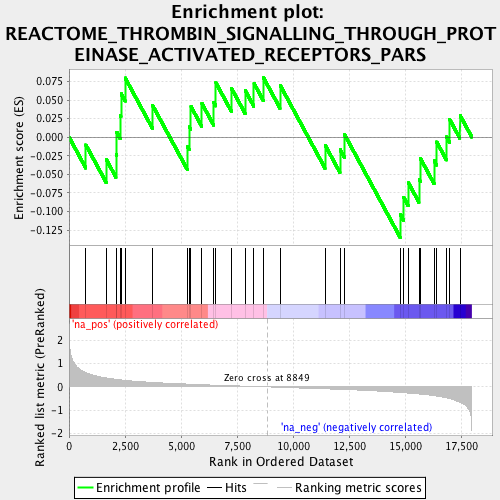 Enrichment plot:
REACTOME_THROMBIN_SIGNALLING_THROUGH_PROT
EINASE_ACTIVATED_RECEPTORS_PARS
Enrichment score (ES)
0.075
0.050
0.025
0.000
-0.025
-0.050
-0.075
-0.100
-0.125
'na_pos' (positively correlated)
Ranked list metric (PreRanked)
2
1
0
-1
-2
Zero cross at 8849
'na_neg' (negatively correlated)
0 2,500 5,000 7,500 10,000 12,500 15,000 17,500
Rank in Ordered Dataset
Enrichment profile Hits Ranking metric scores